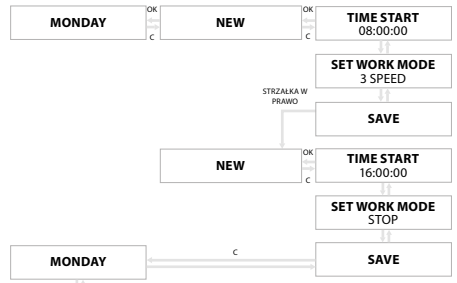 OK OK
MONDAY NEW TIME START
08:00:00
C C
SET WORK MODE
3 SPEED
STRZAŁKA W
PRAWO
SAVE
OK
NEW TIME START
16:00:00
C
SET WORK MODE
STOP
C
MONDAY SAVE